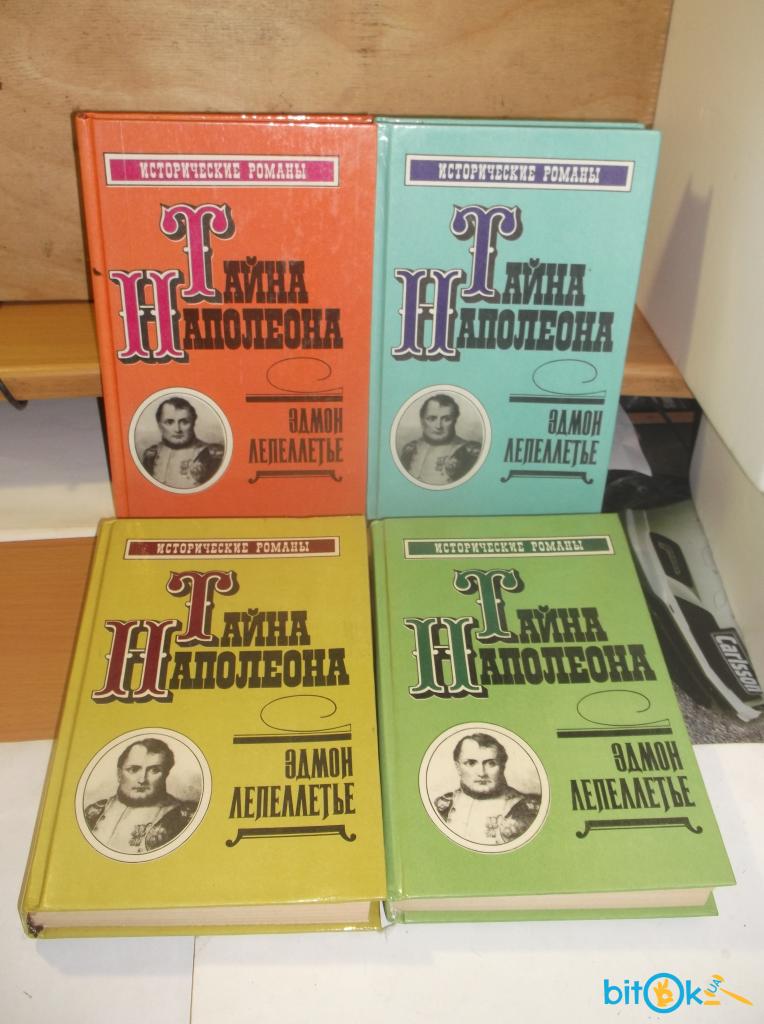 ИСТОРИЧЕСКИЕ РОМАНЫ
ТАЙНА
НАПОЛЕОНА
ЭДМОН
ЛЕПЕЛЛЕТЬЕ
ИСТОРИЧЕСКИЕ РОМАНЫ
ТАЙНА
НАПОЛЕОНА
ЭДМОН
ЛЕПЕЛЛЕТЬЕ
ИСТОРИЧЕСКИЕ РОМАНЫ
ТАЙНА
НАПОЛЕОНА
ЭДМОН
ЛЕПЕЛЛЕТЬЕ
ИСТОРИЧЕСКИЕ РОМАНЫ
ТАЙНА
НАПОЛЕОНА
ЭДМОН
ЛЕПЕЛЛЕТЬЕ
Carlsson
bitOk UA